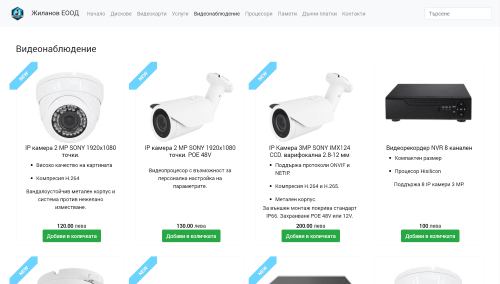 Жиланов ЕООД
Начало Дискове Видеокарти Услуги Видеонаблюдение Процесори Памети Дънни платки Контакти
Търсене
Видеонаблюдение
NEW
NEW
NEW
IP камера 2 MP SONY 1920x1080
точки.
Високо качество на картината
Компресия H.264
Вандалоустойчив метален корпус и
система против нежелано
изместване.
120.00 лева
Добави в количката
IP камера 2 MP SONY 1920x1080
точки. POE 48V
Видеопроцесор с възможност за
персонална настройка на
параметрите.
130.00 лева
Добави в количката
IP Камера 3MP SONY IMX124
CCD, варифокална 2.8-12 мм
Поддържа протоколи ONVIF и
NETIP.
Компресия H.264 и H.265.
Метален корпус.
За външен монтаж покрива стандарт
IP66. Захранване POE 48V или 12V.
200.00 лева
Добави в количката
Видеорекордер NVR 8 канален
Компактен размер
Процесор Hisilicon
Поддържа 8 IP камери 3 MP.
100 лева
Добави в количката
NEW
NEW
NEW